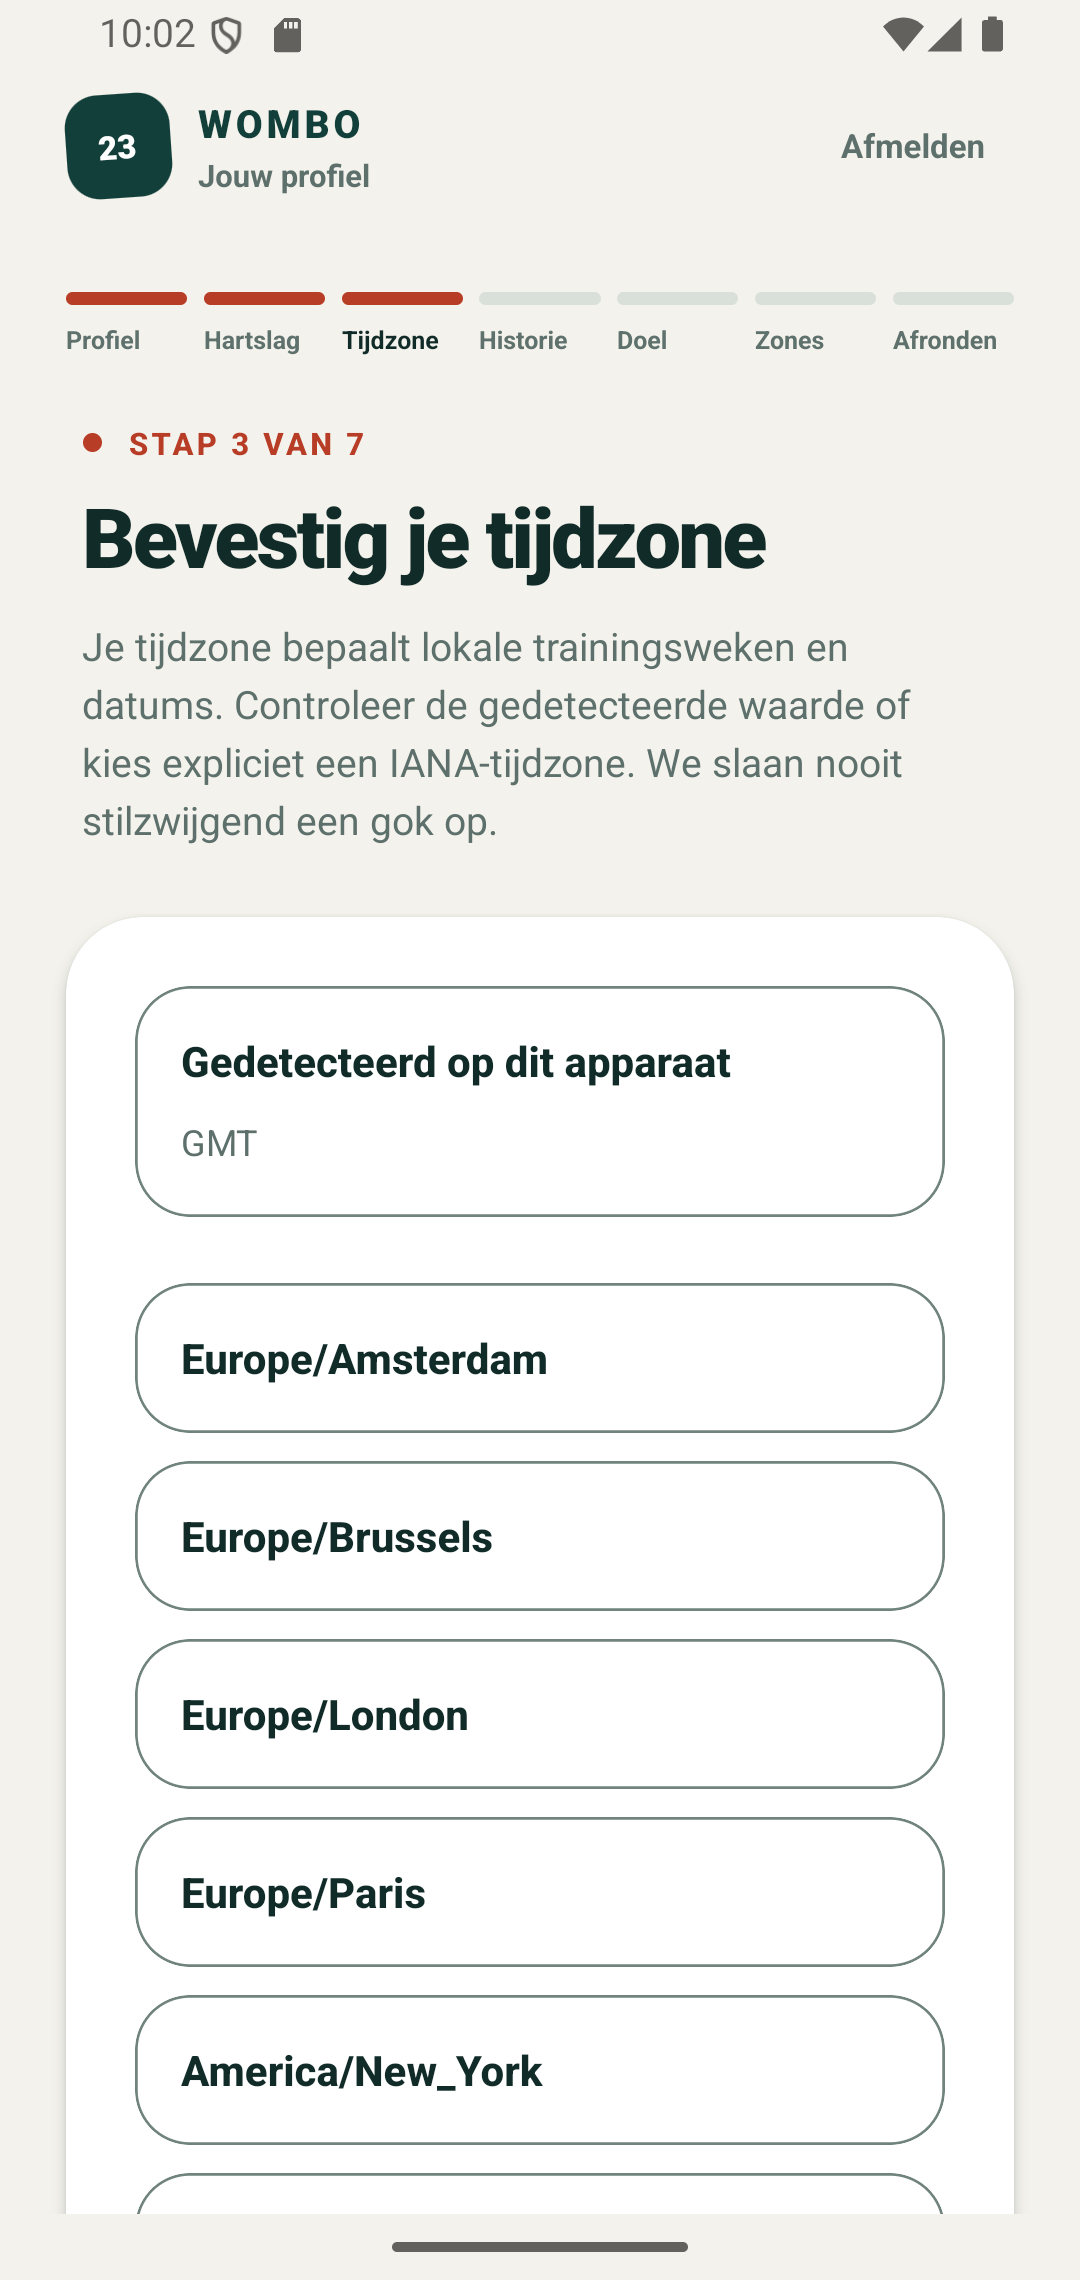 10:02
23
WOMBO
Jouw profiel
Afmelden
Profiel
Hartslag
Tijdzone
Historie
Doel
Zones
Afronden
STAP 3 VAN 7
Bevestig je tijdzone
Je tijdzone bepaalt lokale trainingsweken en
datums. Controleer de gedetecteerde waarde of
kies expliciet een IANA-tijdzone. We slaan nooit
stilzwijgend een gok op.
Gedetecteerd op dit apparaat
GMT
Europe/Amsterdam
Europe/Brussels
Europe/London
Europe/Paris
America/New_York